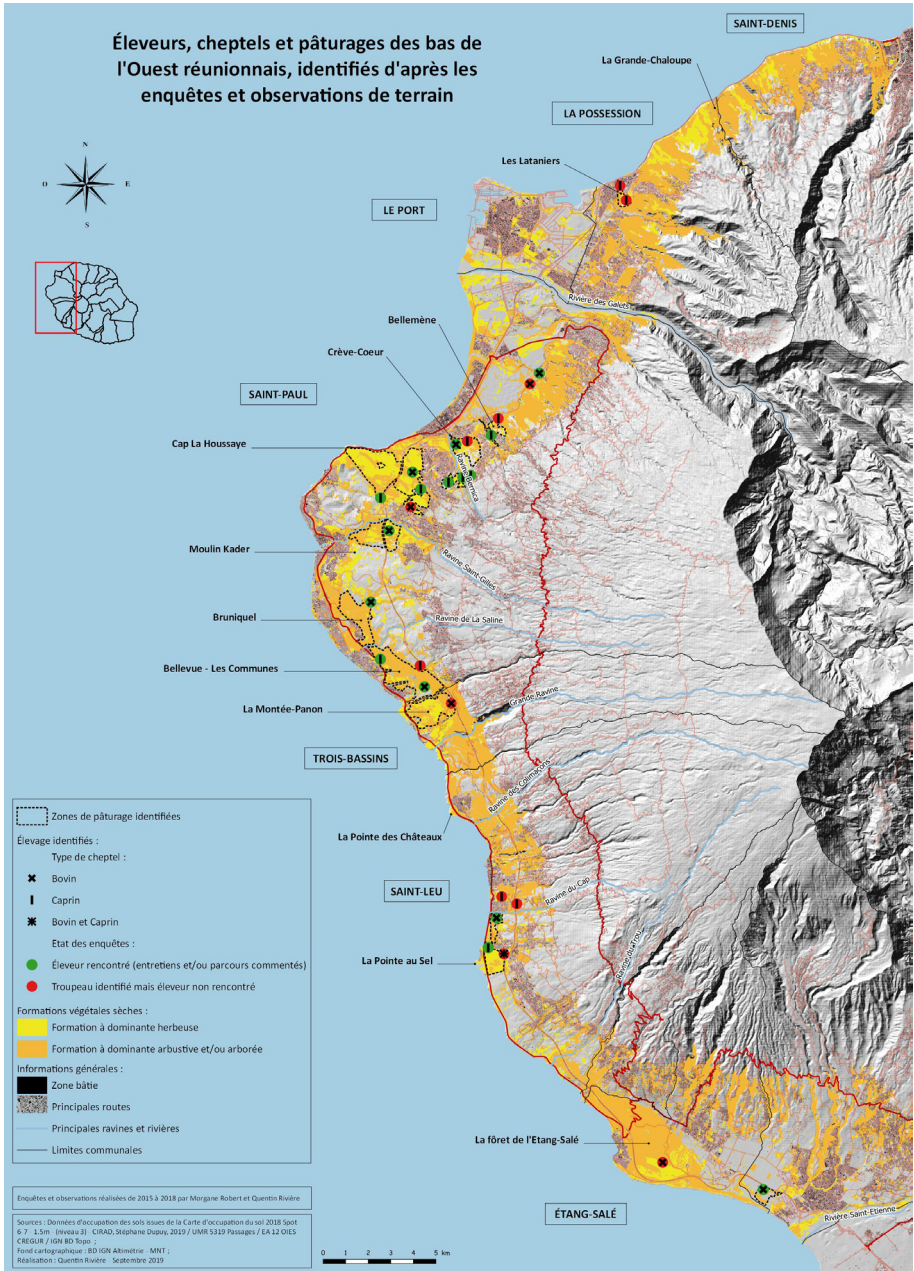 Éleveurs, cheptels et pâturages des bas de
l'Ouest réunionnais, identifiés d'après les
enquêtes et observations de terrain
SAINT-DENIS
La Grande-Chaloupe
LA POSSESSION
Les Lataniers
N
O
E
S
LE PORT
Rivière des Galets
Bellemène
Crève-Coeur
SAINT-PAUL
Cap La Houssaye
Ravine Bernica
Moulin Kader
Ravine Saint-Gilles
Bruniquel
Ravine de La Saline
Bellevue - Les Communes
Grande Ravine
La Montée-Panon
TROIS-BASSINS
Ravine des Colimaçons
La Pointe des Châteaux
SAINT-LEU
Ravine du Cap
La Pointe au Sel
Ravine du Trou
La fôret de l'Etang-Salé
ÉTANG-SALÉ
Rivière Saint-Etienne
Zones de pâturage identifiées
Élevage identifiés :
Type de cheptel :
Bovin
Caprin
Bovin et Caprin
Etat des enquêtes :
Éleveur rencontré (entretiens et/ou parcours commentés)
Troupeau identifié mais éleveur non rencontré
Formations végétales sèches :
Formation à dominante herbeuse
Formation à dominante arbustive et/ou arborée
Informations générales :
Zone bâtie
Principales routes
Principales ravines et rivières
Limites communales
Enquêtes et observations réalisées de 2015 à 2018 par Morgane Robert et Quentin Rivière
Sources : Données d'occupation des sols issues de la Carte d'occupation du sol 2018 Spot
6-7 - 1.5m - (niveau 3) - CIRAD, Stéphane Dupuy, 2019 / UMR 5319 Passages / EA 12 OIES
CREGUR / IGN BD Topo ;
Fond cartographique : BD IGN Altimétrie - MNT ;
Réalisation : Quentin Rivière - Septembre 2019
0 1 2 3 4 5 km